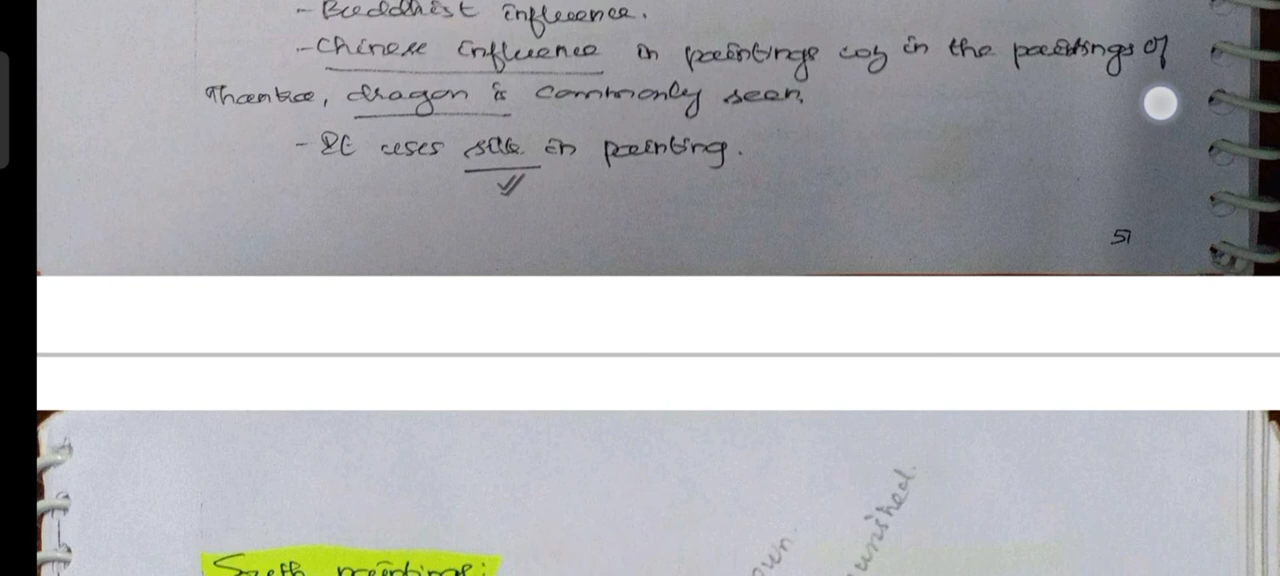 - Buddhist influence.
- Chinese influence in paintings coz in the paintings of
Thanka, dragon is commonly seen.
- It uses silk in painting.
51
paintings: